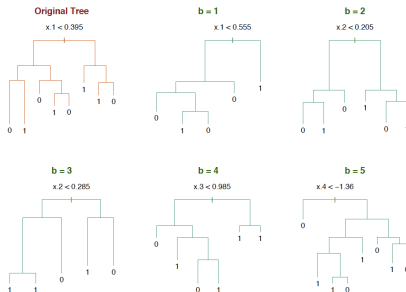 Original Tree
b = 1
b = 2
x.1 < 0.395
x.1 < 0.555
x.2 < 0.205
0 1
0
1 0
1
1 0
0
1 0
0
1
0 1
0
1
0
b = 3
b = 4
b = 5
x.2 < 0.285
x.3 < 0.985
x.4 < −1.36
1 1
0
1 0
0
1
0 1
1 1
0
1
1 0
1
0
1